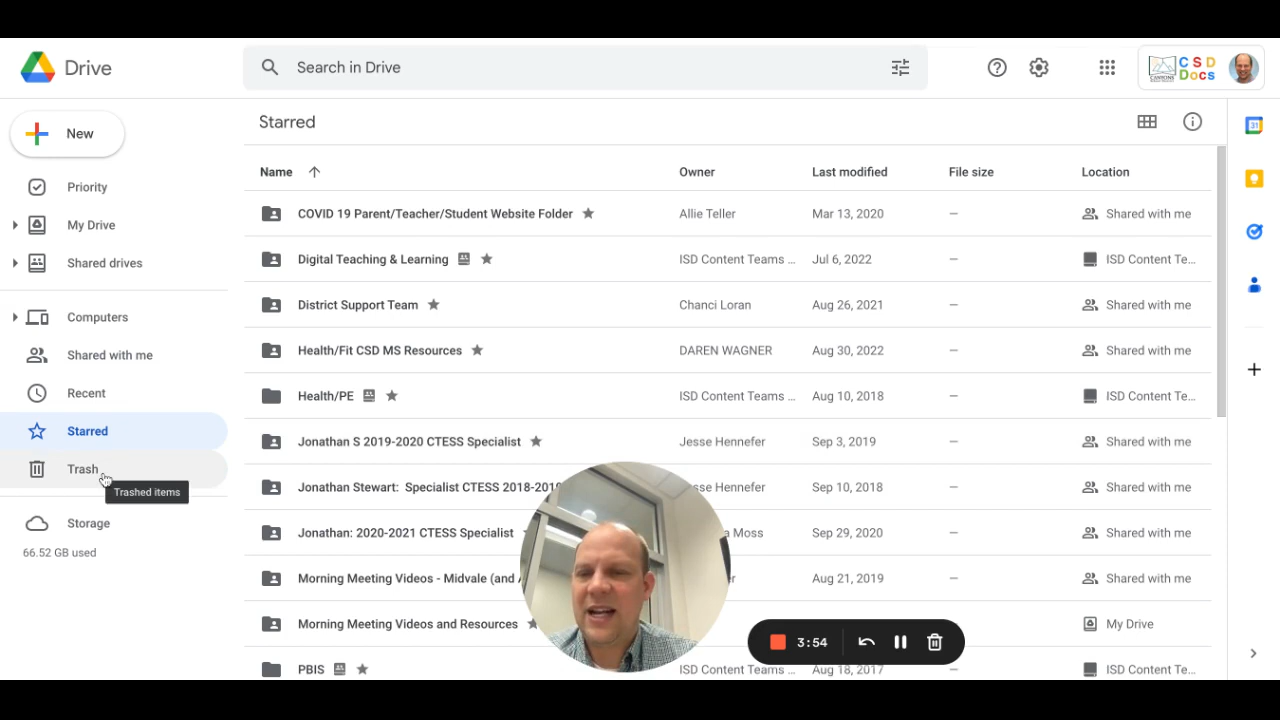 Drive
Search in Drive
CSD
Docs
New
Priority
My Drive
Shared drives
Computers
Shared with me
Recent
Starred
Trash
Trashed items
Storage
66.52 GB used
Starred
Name Owner Last modified File size Location
COVID 19 Parent/Teacher/Student Website Folder Allie Teller Mar 13, 2020 – Shared with me
Digital Teaching & Learning ISD Content Teams ... Jul 6, 2022 – ISD Content Te...
District Support Team Chanci Loran Aug 26, 2021 – Shared with me
Health/Fit CSD MS Resources DAREN WAGNER Aug 30, 2022 – Shared with me
Health/PE ISD Content Teams ... Aug 10, 2018 – ISD Content Te...
Jonathan S 2019-2020 CTESS Specialist Jesse Hennefer Sep 3, 2019 – Shared with me
Jonathan Stewart: Specialist CTESS 2018-2019 Hennefer Sep 10, 2018 – Shared with me
Jonathan: 2020-2021 CTESS Specialist Moss Sep 29, 2020 – Shared with me
Morning Meeting Videos - Midvale (and Aug 21, 2019 – Shared with me
Morning Meeting Videos and Resources My Drive
PBIS ISD Content Teams ... Aug 18, 2017 – ISD Content Te...
3:54
31